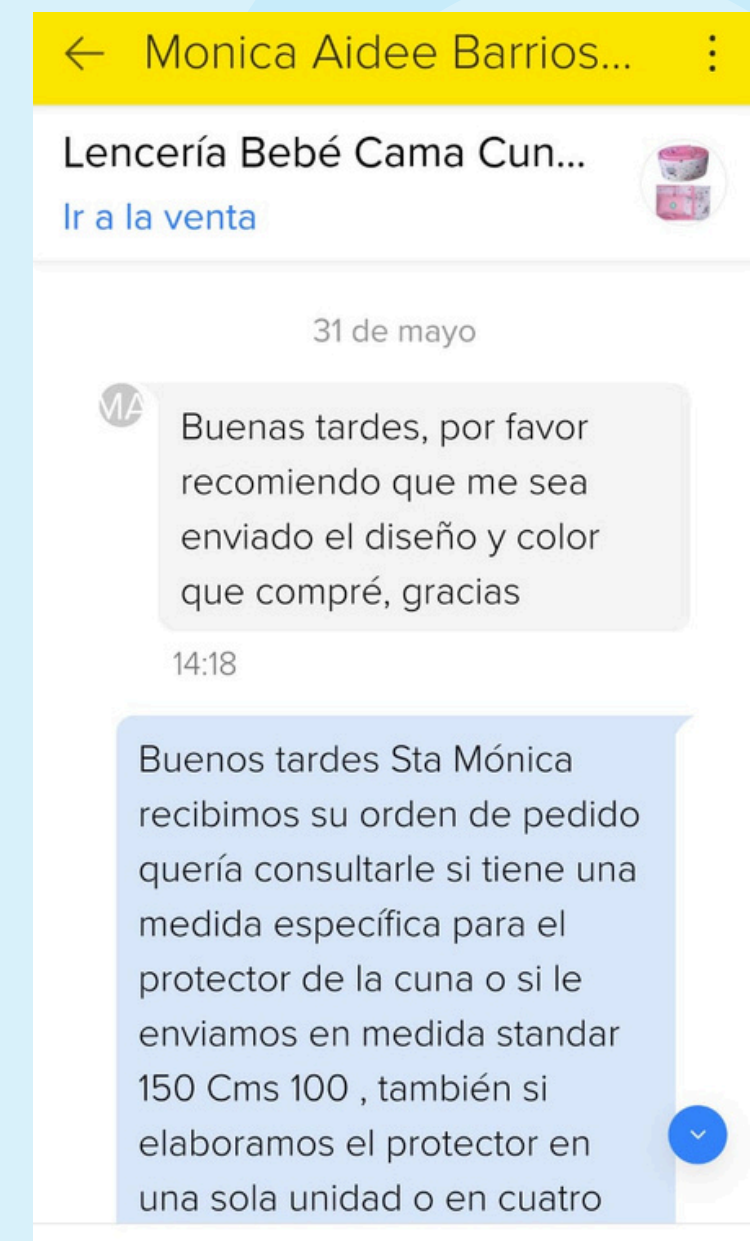 Monica Aidee Barrios...
Lencería Bebé Cama Cun...
Ir a la venta
31 de mayo
MA
Buenas tardes, por favor
recomiendo que me sea
enviado el diseño y color
que compré, gracias
14:18
Buenos tardes Sta Mónica
recibimos su orden de pedido
quería consultarle si tiene una
medida específica para el
protector de la cuna o si le
enviamos en medida standar
150 Cms 100 , también si
elaboramos el protector en
una sola unidad o en cuatro